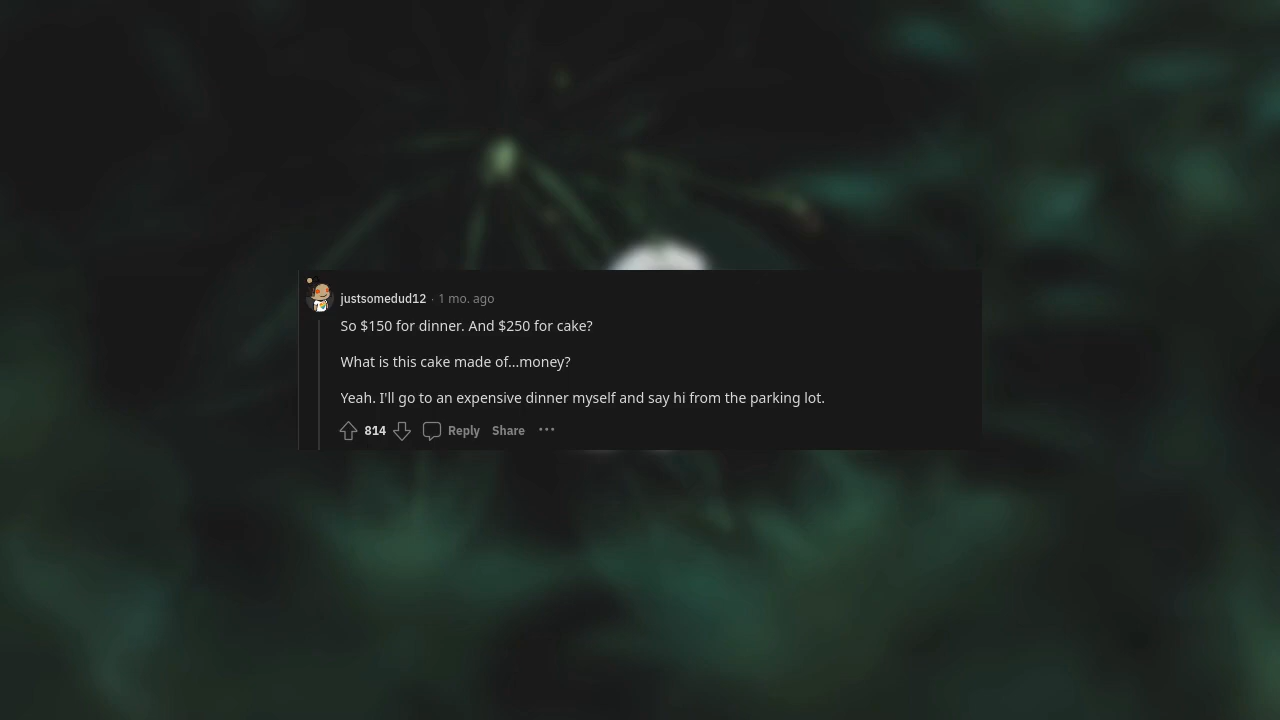 justsomedud12 · 1 mo. ago
So $150 for dinner. And $250 for cake?
What is this cake made of...money?
Yeah. I'll go to an expensive dinner myself and say hi from the parking lot.
814 Reply Share ···